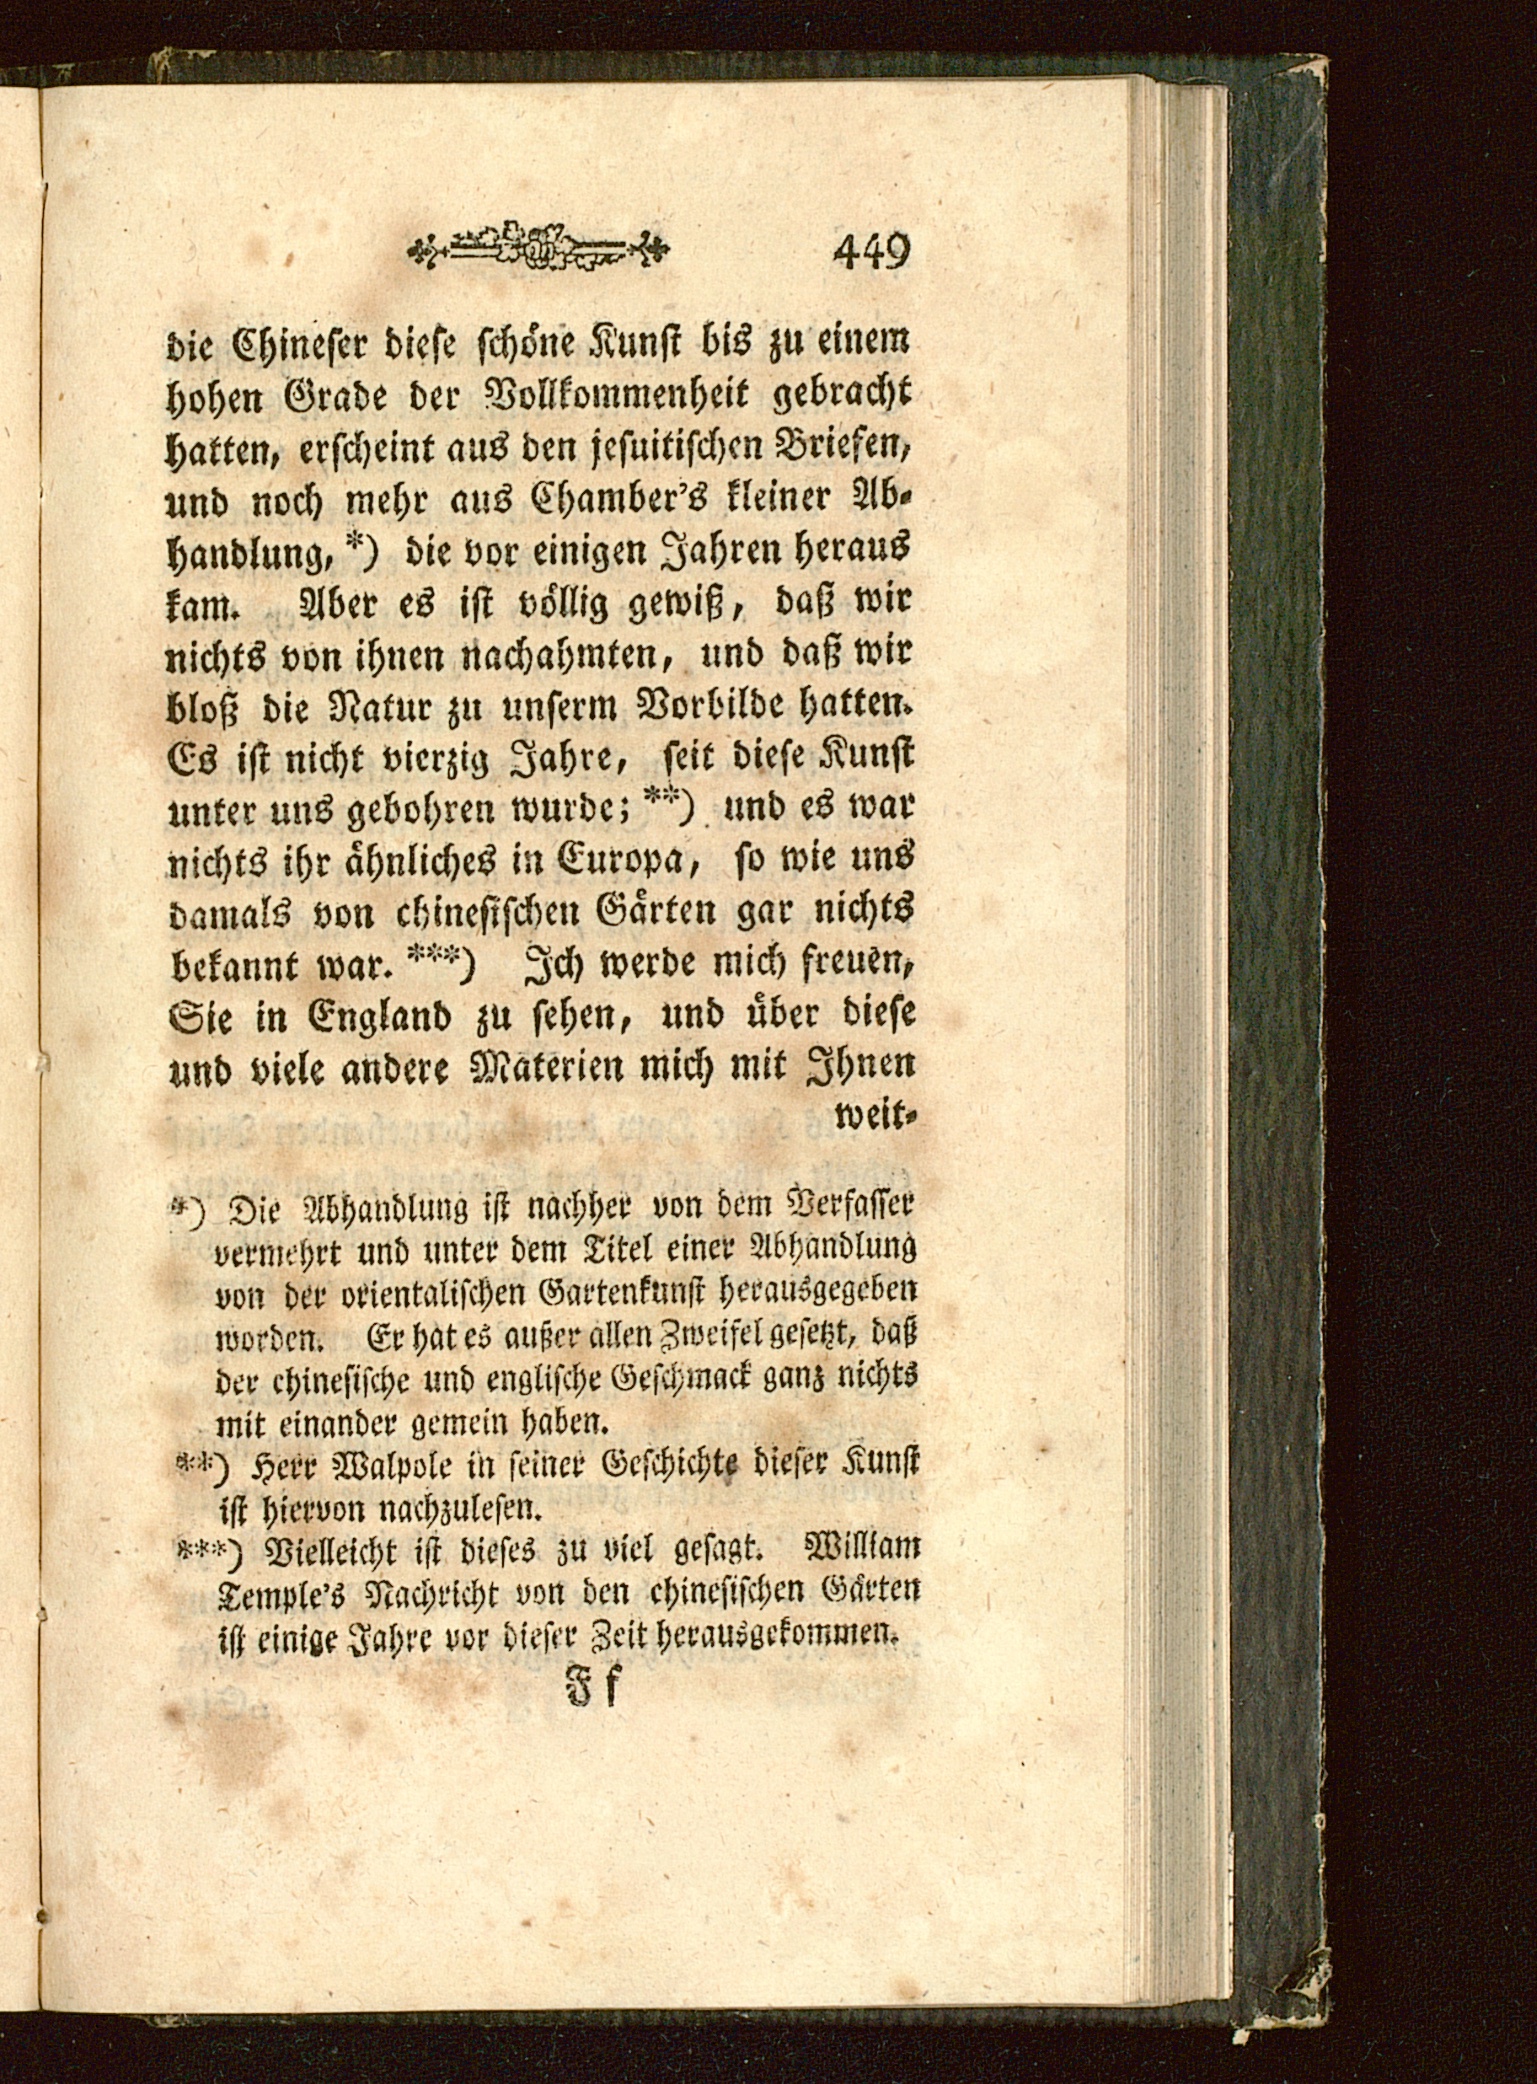 449
die Chineser diese schöne Kunst bis zu einem
hohen Grade der Vollkommenheit gebracht
hatten, erscheint aus den jesuitischen Briefen,
und noch mehr aus Chamber's kleiner Ab-
handlung, *) die vor einigen Jahren heraus
kam. Aber es ist völlig gewiß, daß wir
nichts von ihnen nachahmten, und daß wir
bloß die Natur zu unserm Vorbilde hatten.
Es ist nicht vierzig Jahre, seit diese Kunst
unter uns gebohren wurde; **) und es war
nichts ihr ähnliches in Europa, so wie uns
damals von chinesischen Gärten gar nichts
bekannt war. ***) Ich werde mich freuen,
Sie in England zu sehen, und über diese
und viele andere Materien mich mit Ihnen
weit-
*) Die Abhandlung ist nachher von dem Verfasser
vermehrt und unter dem Titel einer Abhandlung
von der orientalischen Gartenkunst herausgegeben
worden. Er hat es außer allen Zweifel gesetzt, daß
der chinesische und englische Geschmack ganz nichts
mit einander gemein haben.
**) Herr Walpole in seiner Geschichte dieser Kunst
ist hiervon nachzulesen.
***) Vielleicht ist dieses zu viel gesagt. William
Temple's Nachricht von den chinesischen Gärten
ist einige Jahre vor dieser Zeit herausgekommen.
F f